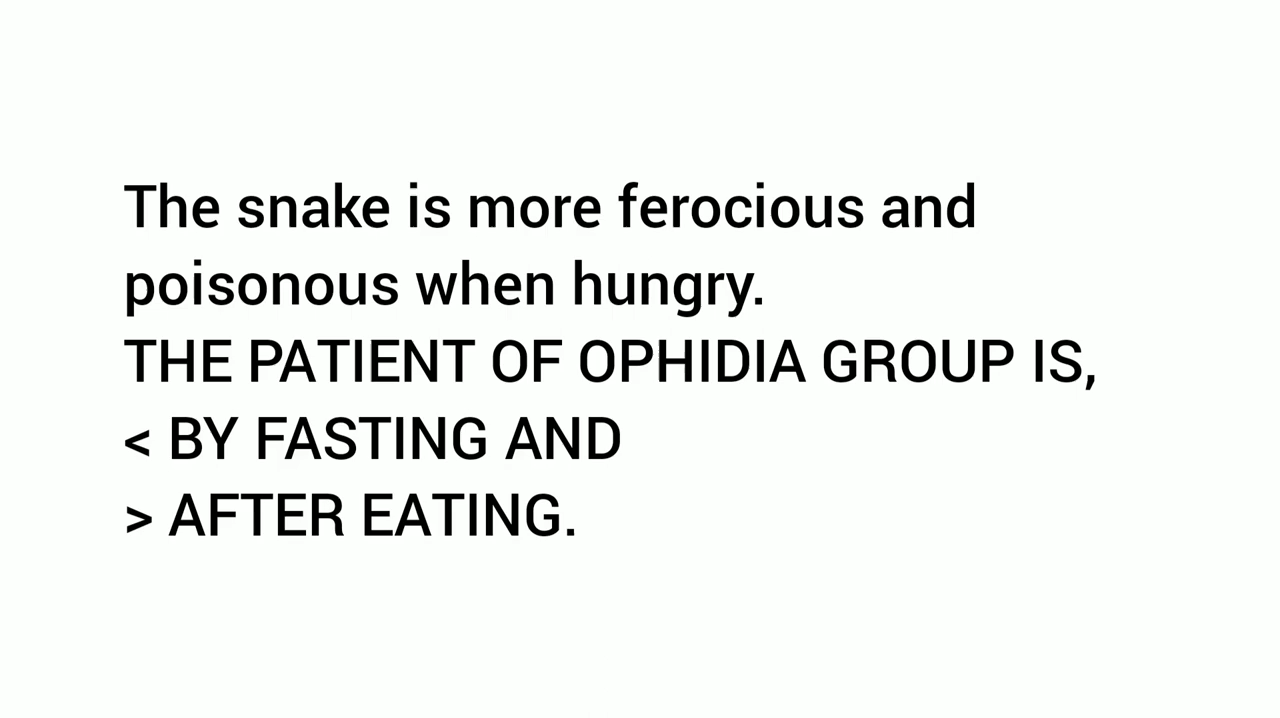 The snake is more ferocious and
poisonous when hungry.
THE PATIENT OF OPHIDIA GROUP IS,
< BY FASTING AND
> AFTER EATING.